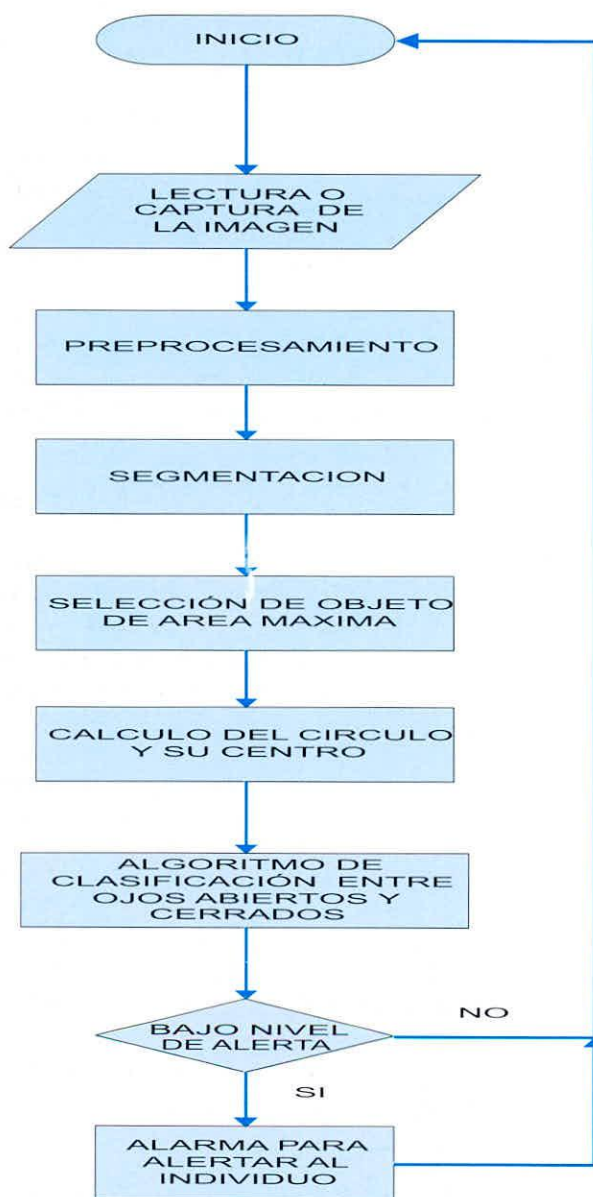 INICIO
LECTURA O
CAPTURA DE
LA IMAGEN
PREPROCESAMIENTO
SEGMENTACION
SELECCIÓN DE OBJETO
DE AREA MAXIMA
CALCULO DEL CIRCULO
Y SU CENTRO
ALGORITMO DE
CLASIFICACIÓN ENTRE
OJOS ABIERTOS Y
CERRADOS
BAJO NIVEL
DE ALERTA
NO
SI
ALARMA PARA
ALERTAR AL
INDIVIDUO